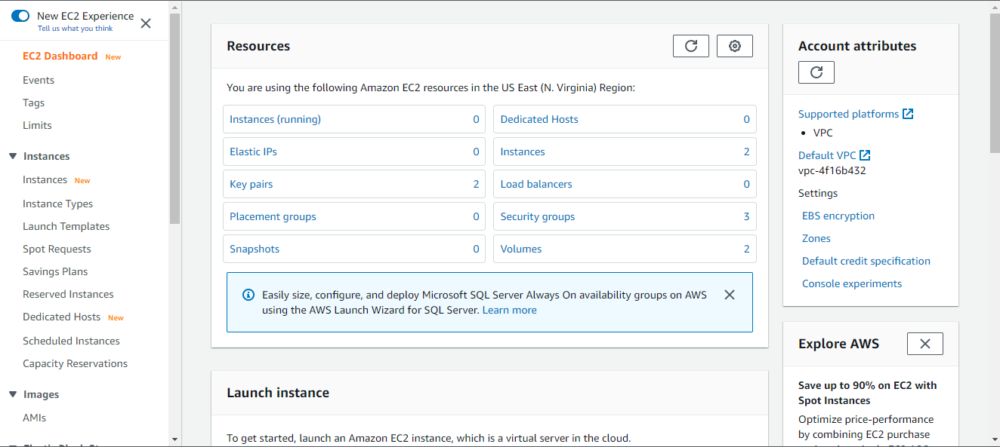 New EC2 Experience
Tell us what you think
EC2 Dashboard New
Events
Tags
Limits
Instances
Instances New
Instance Types
Launch Templates
Spot Requests
Savings Plans
Reserved Instances
Dedicated Hosts New
Scheduled Instances
Capacity Reservations
Images
AMIs
Resources
You are using the following Amazon EC2 resources in the US East (N. Virginia) Region:
Instances (running) 0
Dedicated Hosts 0
Elastic IPs 0
Instances 2
Key pairs 2
Load balancers 0
Placement groups 0
Security groups 3
Snapshots 0
Volumes 2
Easily size, configure, and deploy Microsoft SQL Server Always On availability groups on AWS
using the AWS Launch Wizard for SQL Server. Learn more
Launch instance
To get started, launch an Amazon EC2 instance, which is a virtual server in the cloud.
Account attributes
Supported platforms
• VPC
Default VPC
vpc-4f16b432
Settings
EBS encryption
Zones
Default credit specification
Console experiments
Explore AWS
Save up to 90% on EC2 with
Spot Instances
Optimize price-performance
by combining EC2 purchase